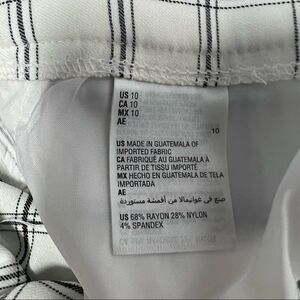 US 10
CA 10
MX 10
AE
10
US MADE IN GUATEMALA OF
IMPORTED FABRIC
CA FABRIQUÉ AU GUATEMALA À
PARTIR DE TISSU IMPORTÉ
MX HECHO EN GUATEMALA DE TELA
IMPORTADA
AE
صنع في غواتيمالا من أقمشة مستوردة
US 68% RAYON 28% NYLON
4% SPANDEX